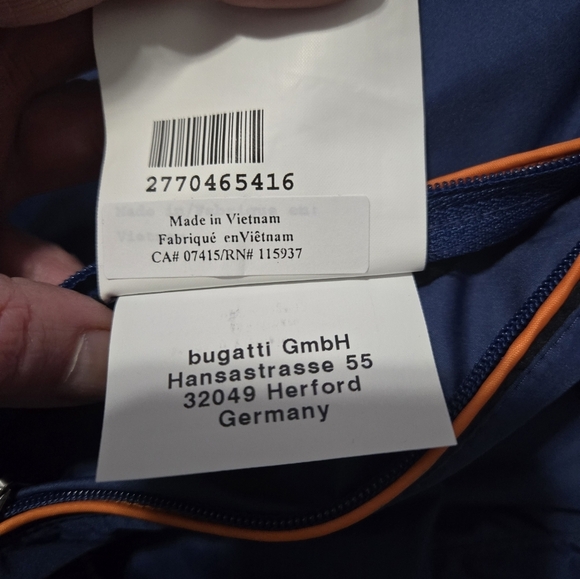 2770465416
Made in Vietnam
Fabriqué enViêtnam
CA# 07415/RN# 115937
bugatti GmbH
Hansastrasse 55
32049 Herford
Germany